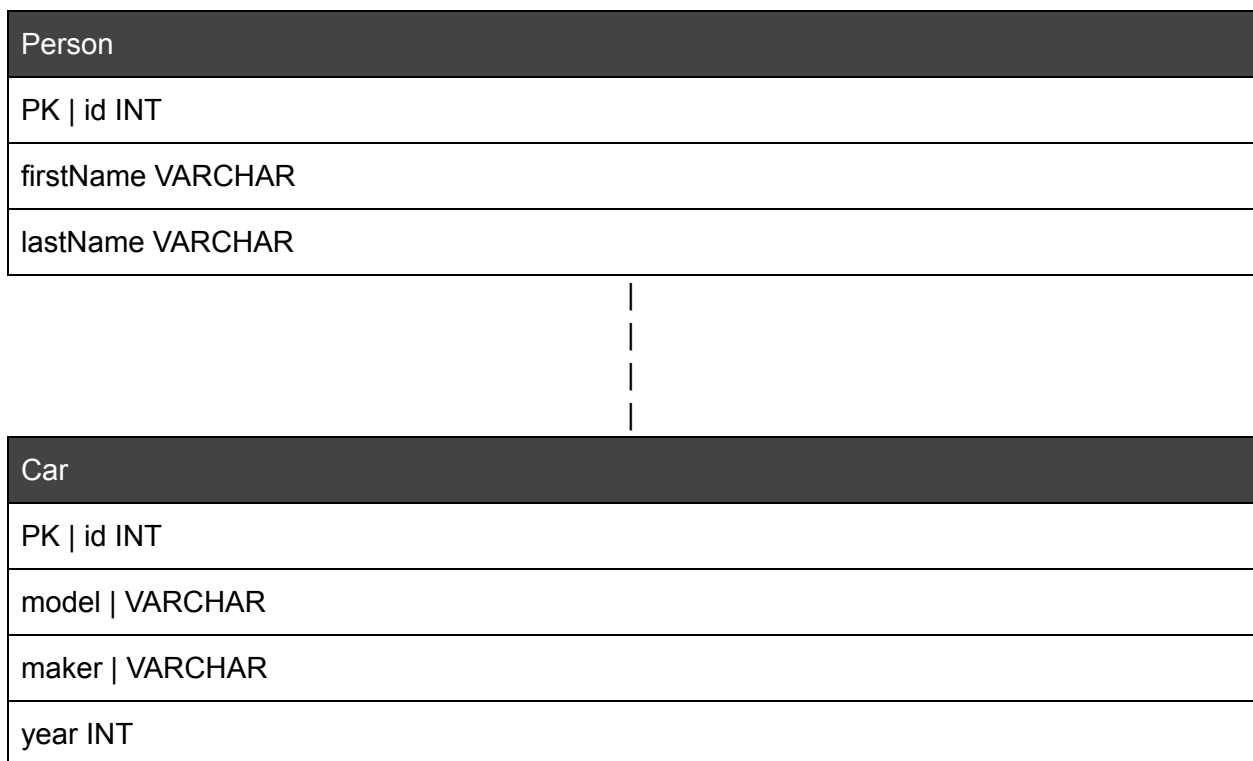 Person
PK | id INT
firstName VARCHAR
lastName VARCHAR
|
|
|
|
Car
PK | id INT
model | VARCHAR
maker | VARCHAR
year INT